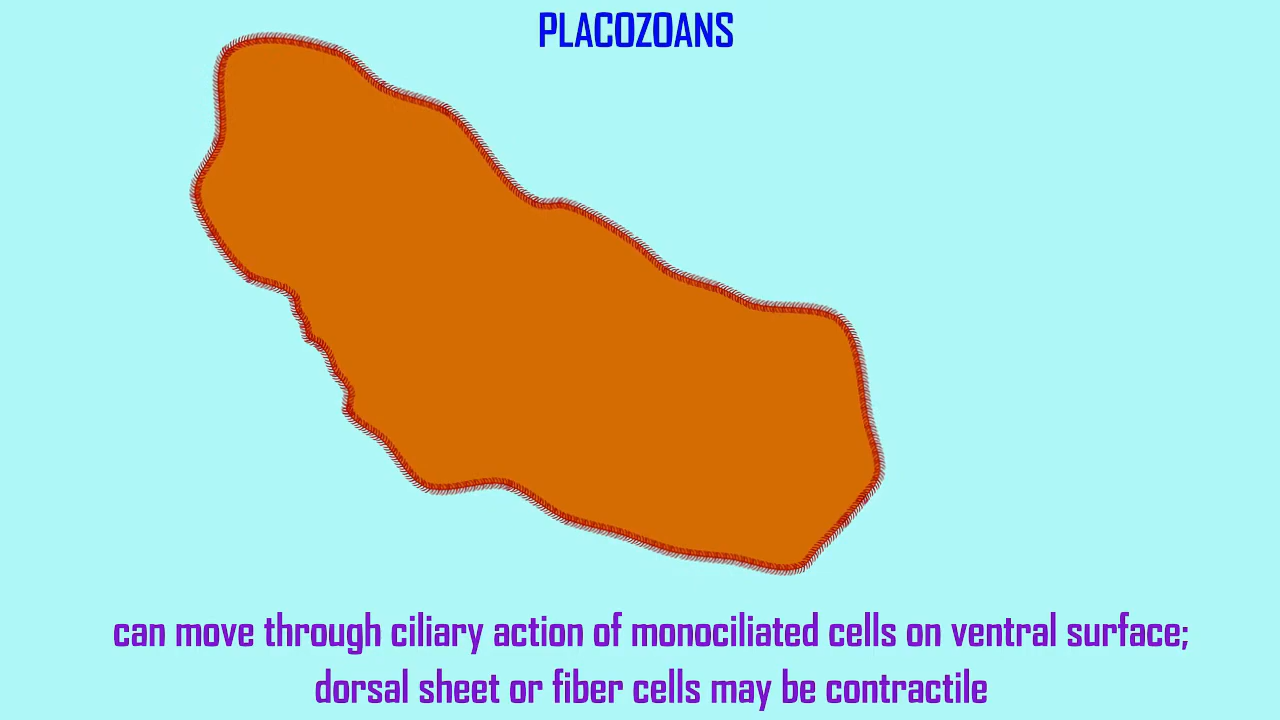 PLACOZOANS
can move through ciliary action of monociliated cells on ventral surface;
dorsal sheet or fiber cells may be contractile